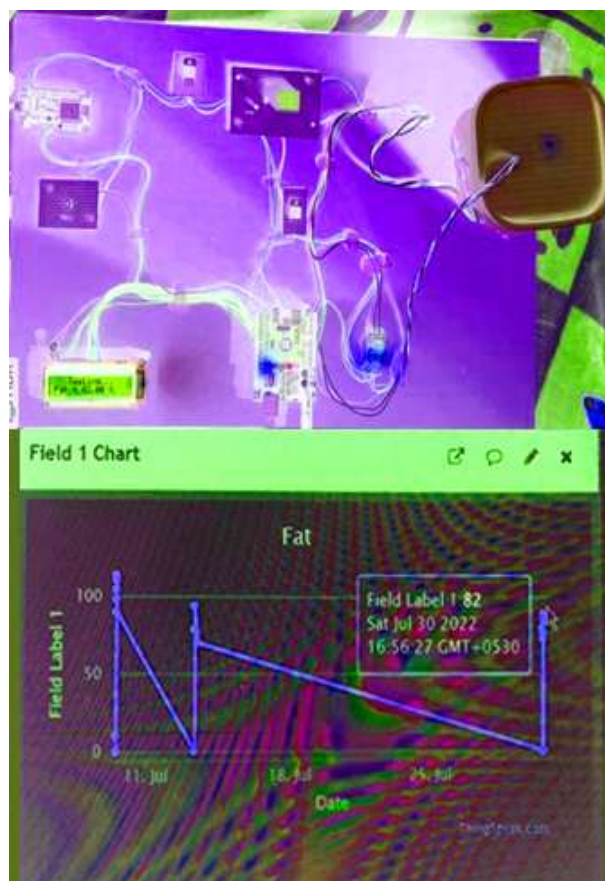 Field 1 Chart
Fat
Field Label 1
100
50
0
Field Label 1 82
Sat Jul 30 2022
16:56:27 GMT+0530
11. Jul
18. Jul
25. Jul
Date
ThingSpeak.com